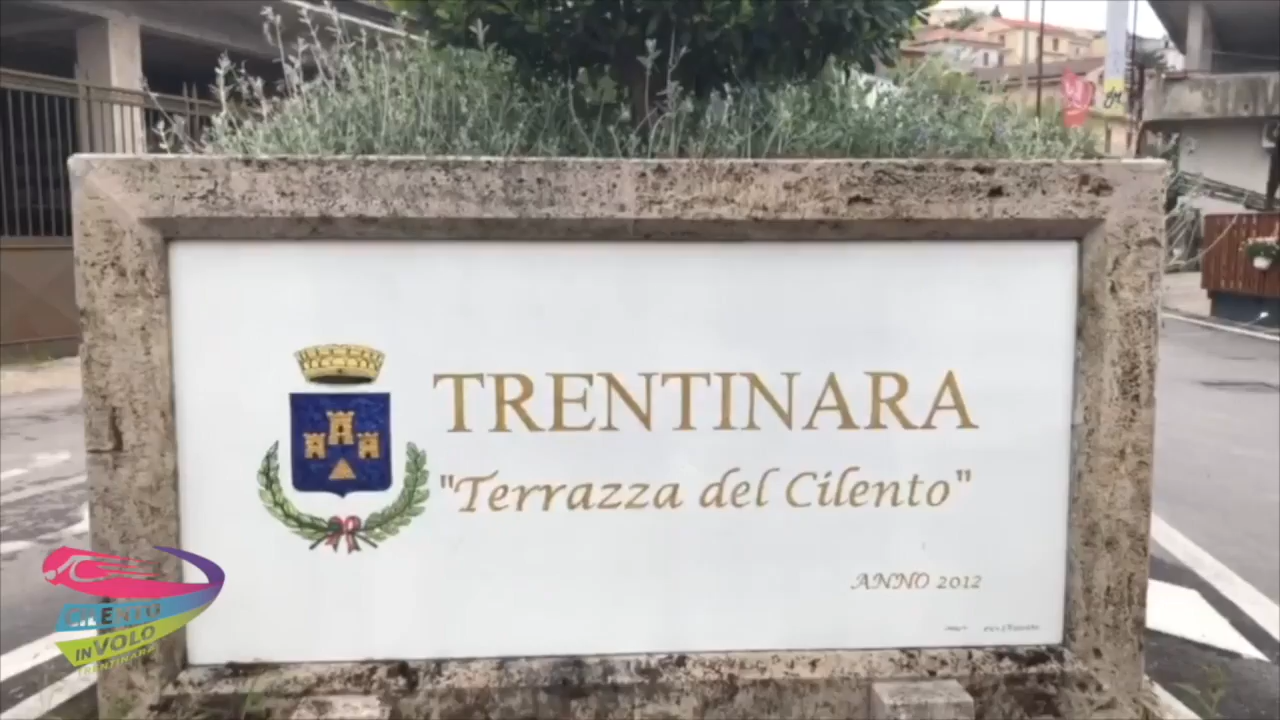 TRENTINARA
"Terrazza del Cilento"
ANNO 2012
CILENTO
IN VOLO
TRENTINARA